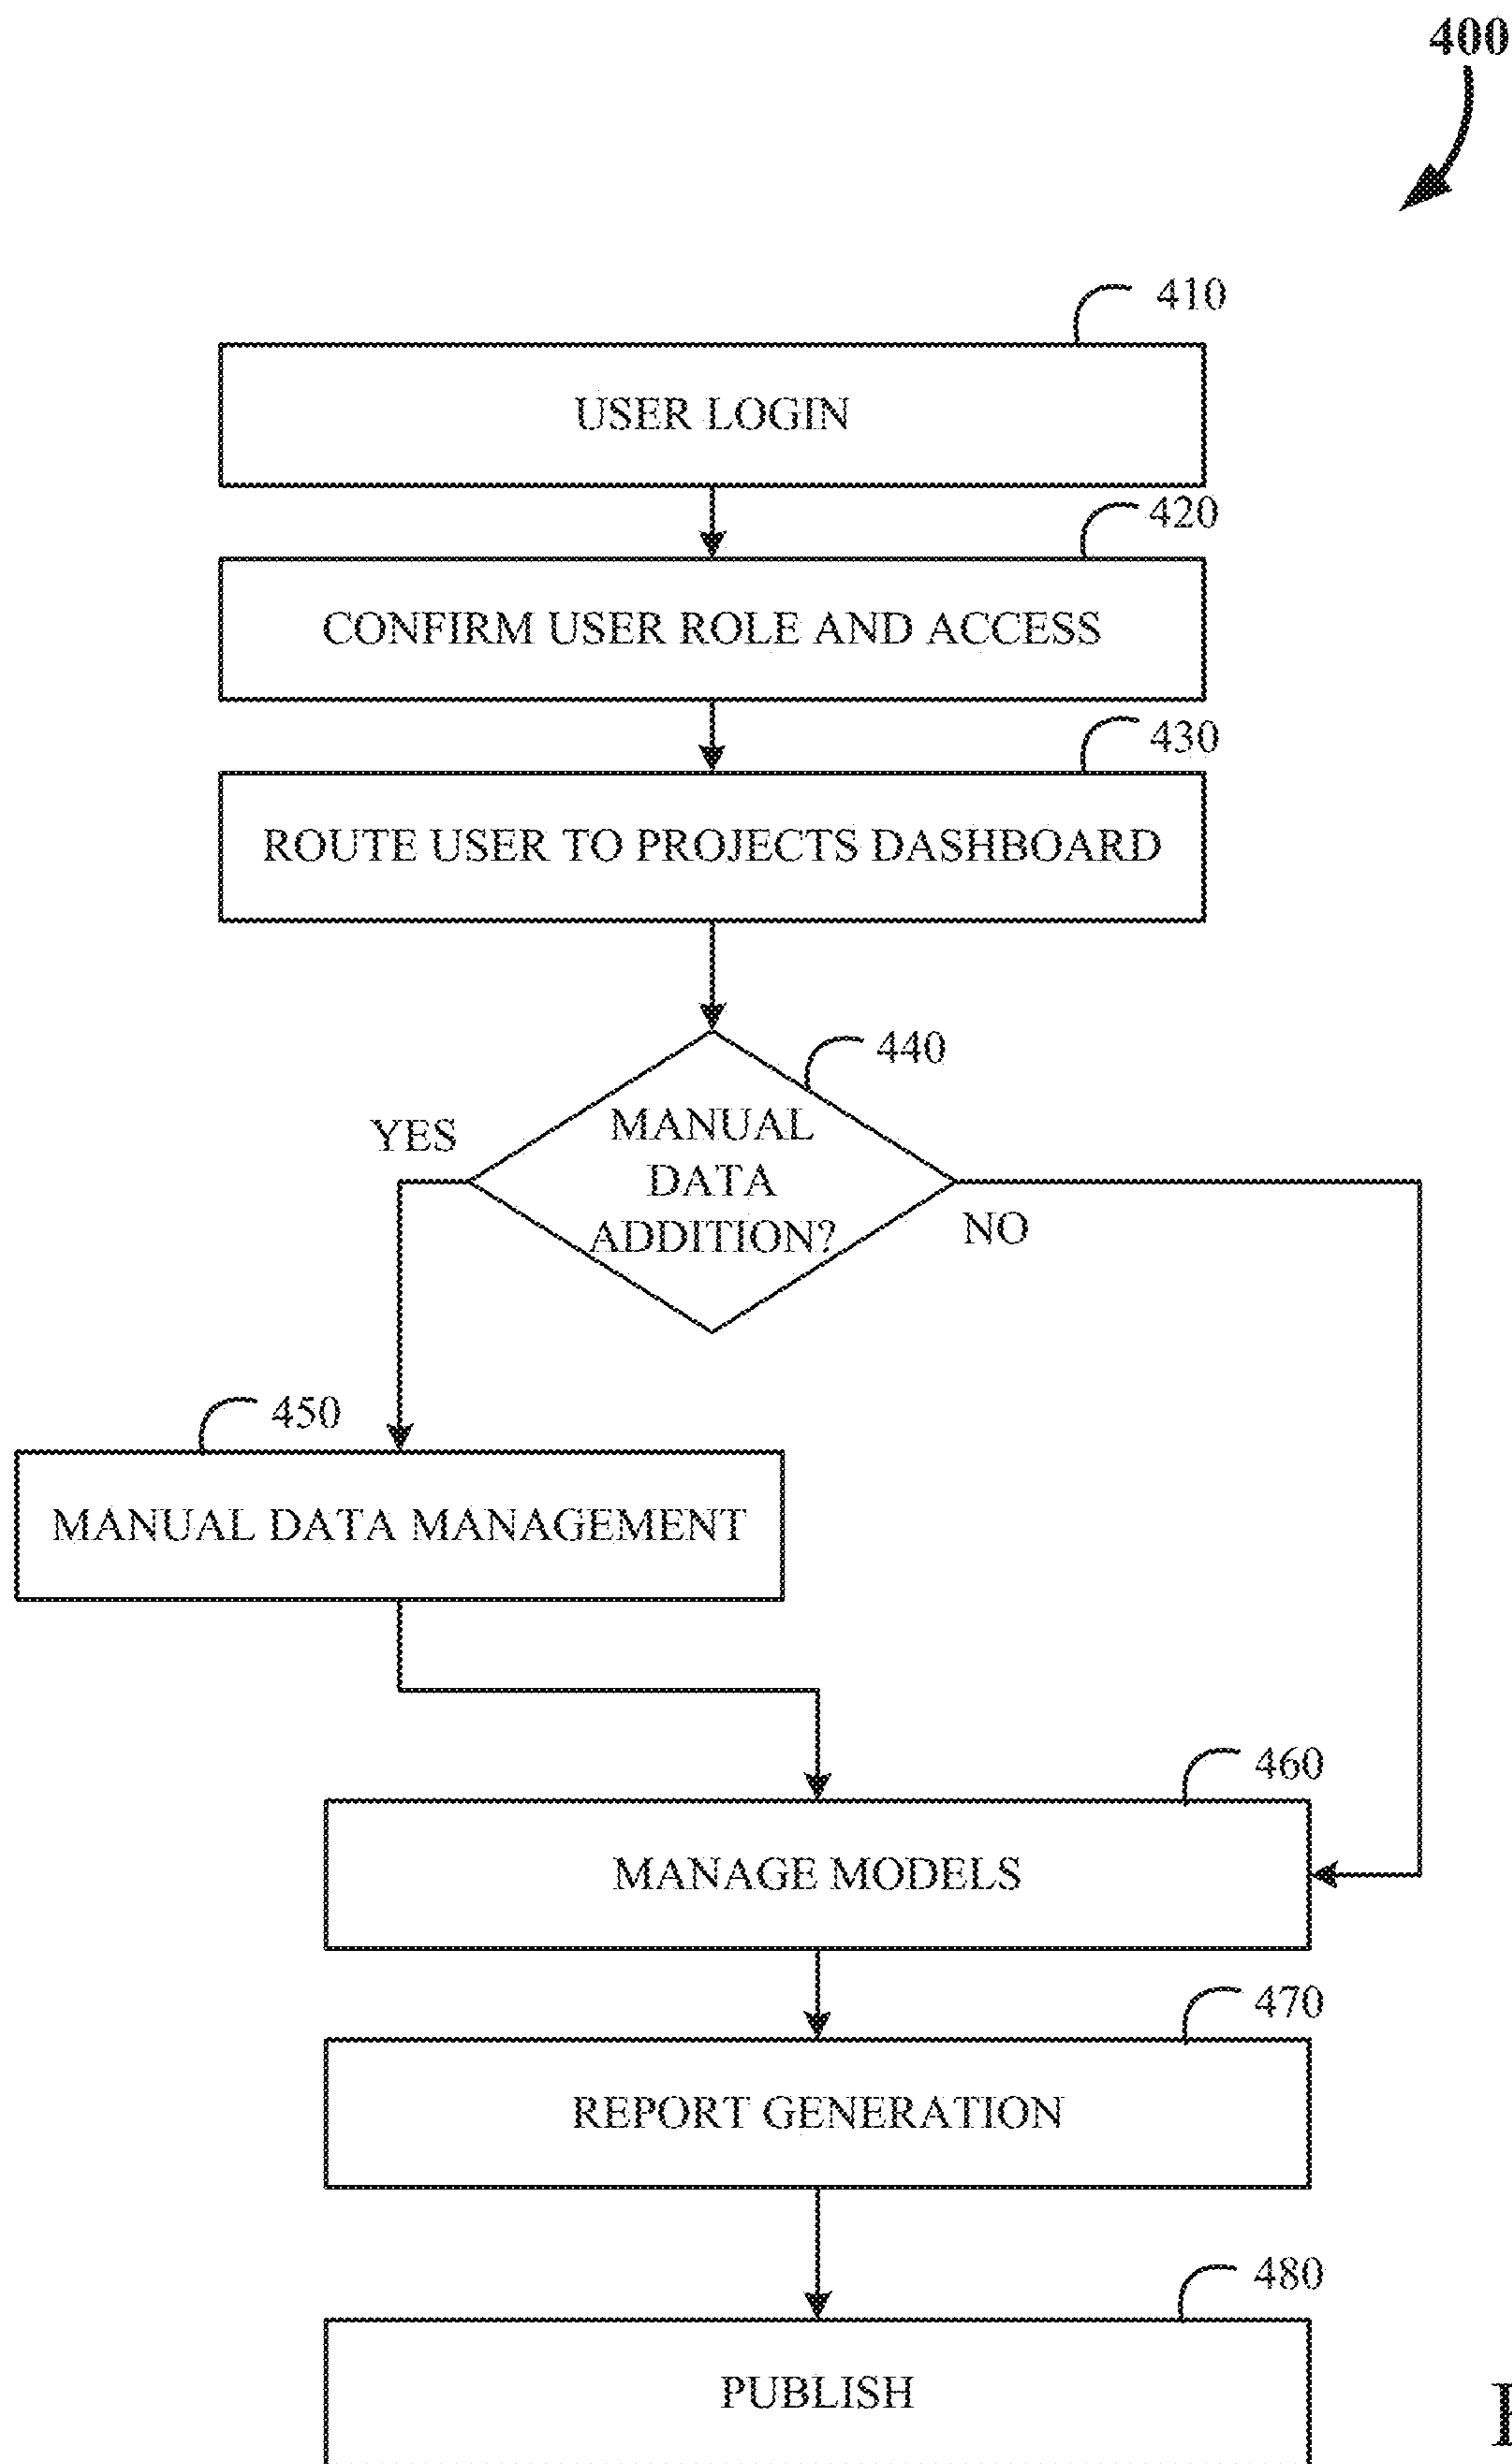 400
410
USER LOGIN
420
CONFIRM USER ROLE AND ACCESS
430
ROUTE USER TO PROJECTS DASHBOARD
440
YES
MANUAL
DATA
ADDITION?
NO
450
MANUAL DATA MANAGEMENT
460
MANAGE MODELS
470
REPORT GENERATION
480
PUBLISH